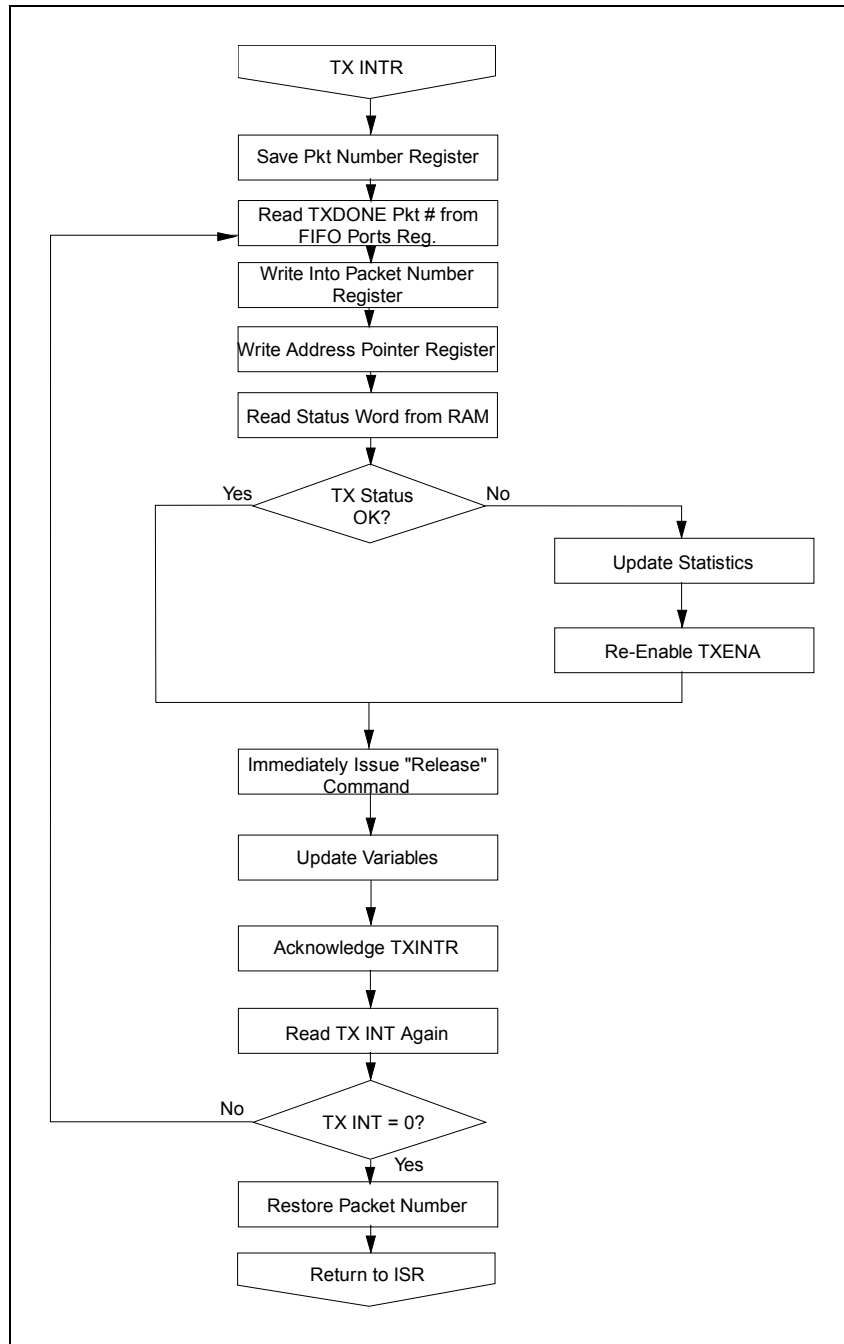 TX INTR
Save Pkt Number Register
Read TXDONE Pkt # from
FIFO Ports Reg.
Write Into Packet Number
Register
Write Address Pointer Register
Read Status Word from RAM
Yes
TX Status
OK?
No
Update Statistics
Re-Enable TXENA
Immediately Issue "Release"
Command
Update Variables
Acknowledge TXINTR
Read TX INT Again
No
TX INT = 0?
Yes
Restore Packet Number
Return to ISR